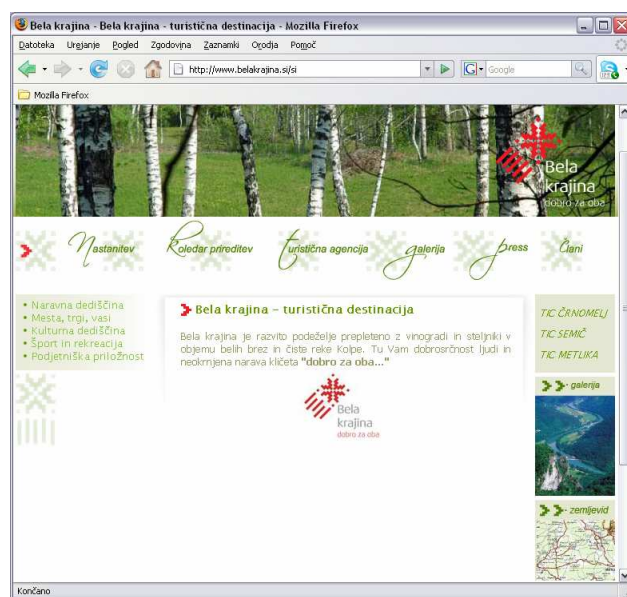 Bela krajina - Bela krajina - turistična destinacija - Mozilla Firefox
Datoteka Urejanje Pogled Zgodovina Zaznamki Orodja Pomoč
http://www.belakrajina.si/si
Google
Mozilla Firefox
Bela
krajina
dobro za oba
Nastanitev koledar prireditev turistična agencija galerija press člani
• Naravna dediščina
• Mesta, trgi, vasi
• Kulturna dediščina
• Šport in rekreacija
• Podjetniška priložnost
Bela krajina – turistična destinacija
Bela krajina je razvito podeželje prepleteno z vinogradi in steljniki v
objemu belih brez in čiste reke Kolpe. Tu Vam dobrosrčnost ljudi in
neokrnjena narava kličeta "dobro za oba..."
Bela
krajina
dobro za oba
TIC ČRNOMELJ
TIC SEMIČ
TIC METLIKA
galerija
zemljevid
Končano